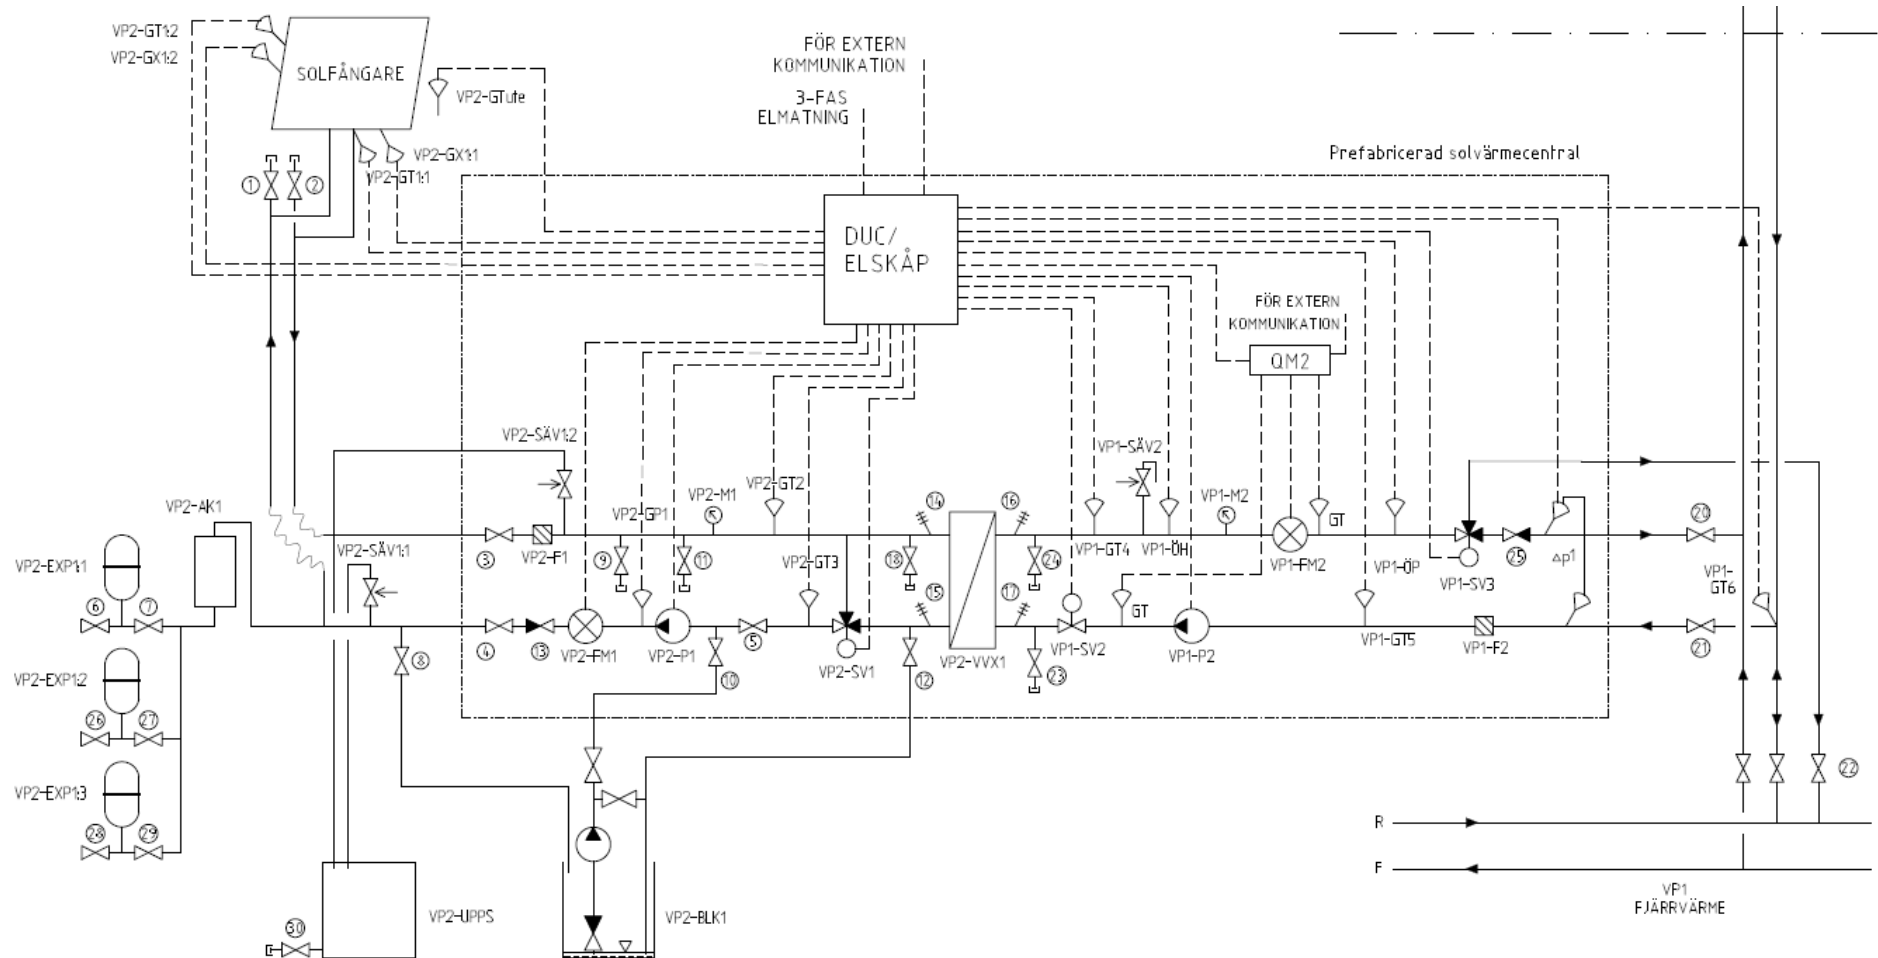 VP2-GT1:2
VP2-GX1:2
SOLFÅNGARE
VP2-GTute
FÖR EXTERN
KOMMUNIKATION
3-FAS
ELMATNING
VP2-GX1:1
VP2-GT1:1
Prefabricerad solvärmecentral
1
2
DUC/
ELSKÅP
FÖR EXTERN
KOMMUNIKATION
QM2
VP2-SÄV1:2
VP1-SÄV2
VP2-AK1
VP2-GP1
VP2-M1
VP2-GT2
14
16
VP1-M2
GT
20
VP2-SÄV1:1
3
VP2-F1
9
11
VP2-GT3
18
24
VP1-GT4
VP1-ÖH
VP1-FM2
VP1-ÖP
VP1-SV3
25
Δp1
VP1-
GT6
VP2-EXP1:1
6
7
15
17
GT
4
13
VP2-FM1
VP2-P1
5
VP2-SV1
VP2-VVX1
VP1-SV2
VP1-P2
VP1-GT5
VP1-F2
21
8
10
12
23
VP2-EXP1:2
26
27
VP2-EXP1:3
28
29
22
R
F
VP1
FJÄRRVÄRME
VP2-UPPS
VP2-BLK1
30